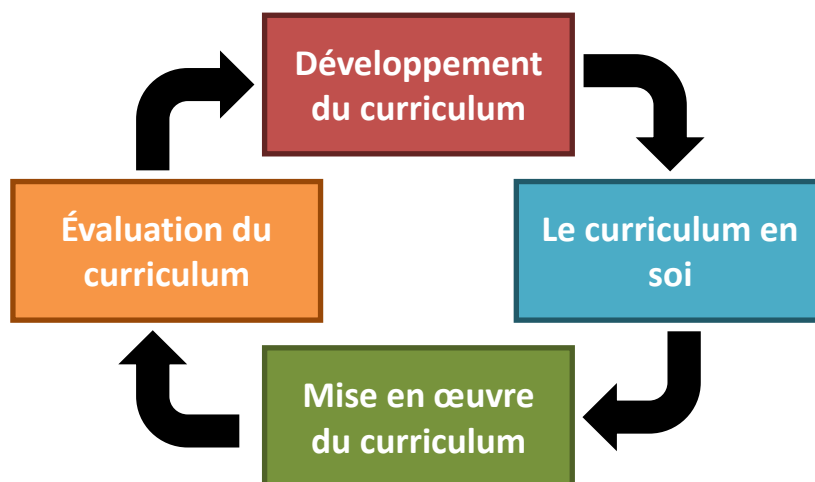 Développement
du curriculum
Le curriculum en
soi
Mise en œuvre
du curriculum
Évaluation du
curriculum